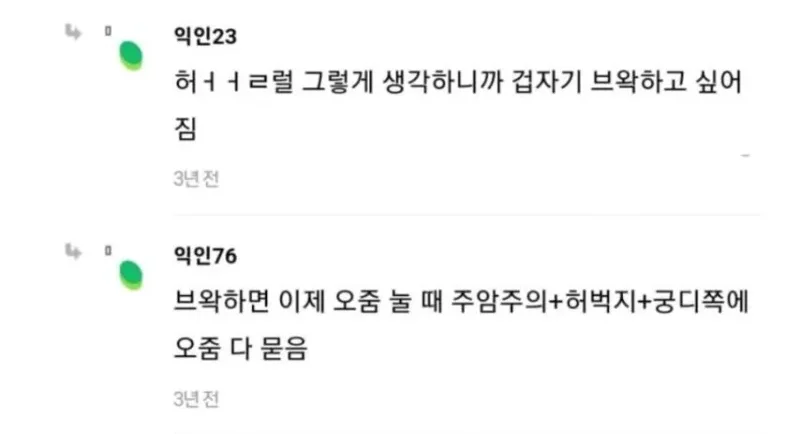 익인23
허ㅓㅓㄹ럴 그렇게 생각하니까 겁자기 브왁하고 싶어
짐
3년 전
익인76
브왁하면 이제 오줌 눌 때 주암주의+허벅지+궁디쪽에
오줌 다 묻음
3년 전